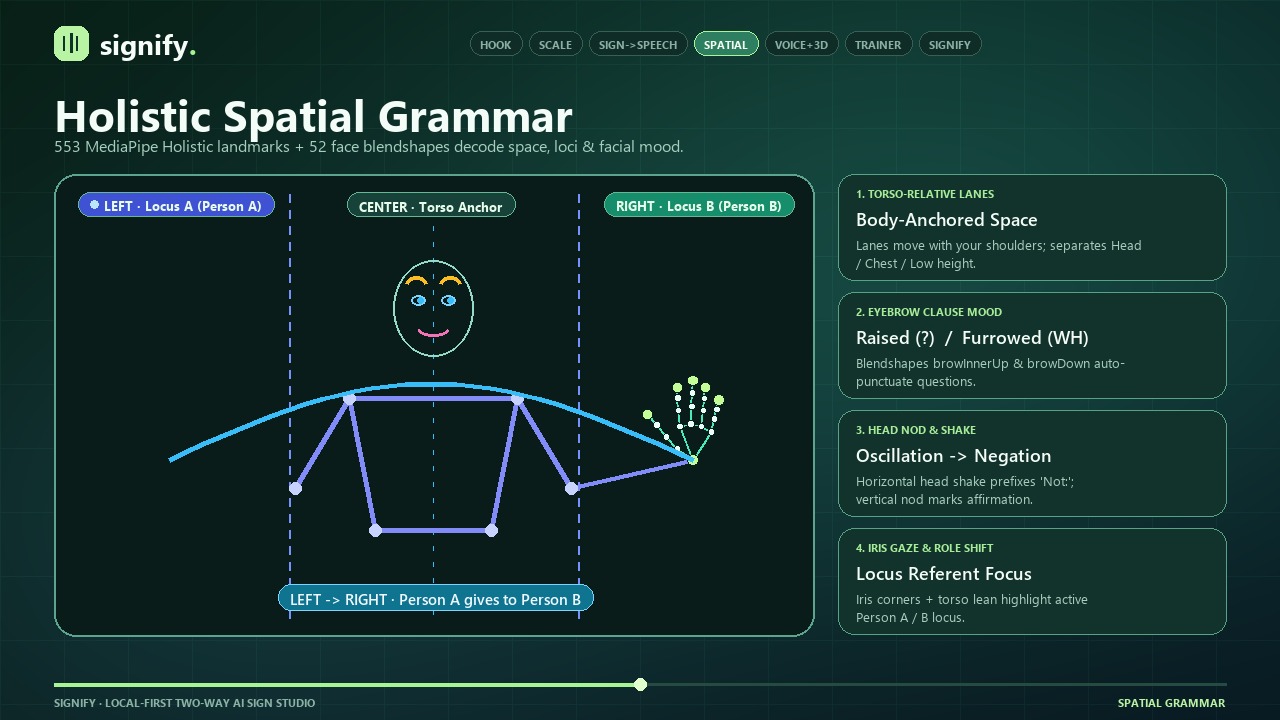 signify.
HOOK
SCALE
SIGN->SPEECH
SPATIAL
VOICE+3D
TRAINER
SIGNIFY
Holistic Spatial Grammar
553 MediaPipe Holistic landmarks + 52 face blendshapes decode space, loci & facial mood.
LEFT · Locus A (Person A)
CENTER · Torso Anchor
RIGHT · Locus B (Person B)
LEFT -> RIGHT · Person A gives to Person B
1. TORSO-RELATIVE LANES
Body-Anchored Space
Lanes move with your shoulders; separates Head
/ Chest / Low height.
2. EYEBROW CLAUSE MOOD
Raised (?) / Furrowed (WH)
Blendshapes browInnerUp & browDown auto-
punctuate questions.
3. HEAD NOD & SHAKE
Oscillation -> Negation
Horizontal head shake prefixes 'Not:';
vertical nod marks affirmation.
4. IRIS GAZE & ROLE SHIFT
Locus Referent Focus
Iris corners + torso lean highlight active
Person A / B locus.
SIGNIFY · LOCAL-FIRST TWO-WAY AI SIGN STUDIO
SPATIAL GRAMMAR